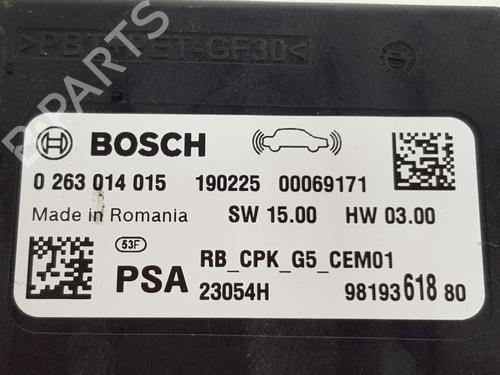 >PBT+PET-GF30<
B PARTS
BOSCH
0 263 014 015 190225 00069171
Made in Romania SW 15.00 HW 03.00
53F
PSA RB_CPK_G5_CEM01
23054H 98193 618 80